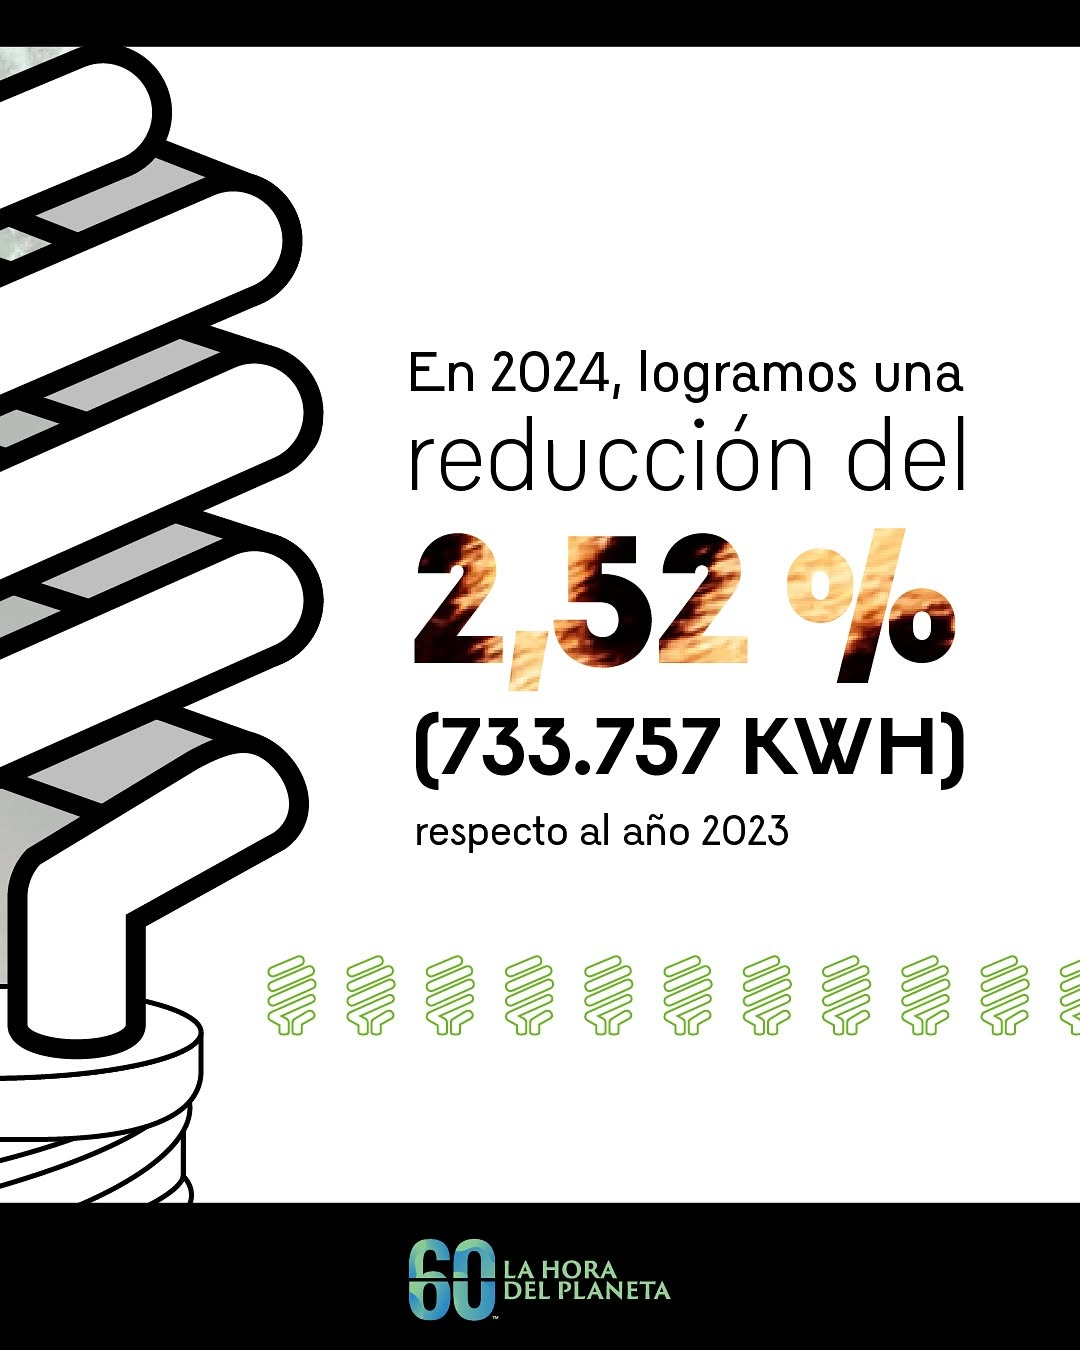 En 2024, logramos una
reducción del
2,52 %
(733.757 KWH)
respecto al año 2023
60 LA HORA
DEL PLANETA
™